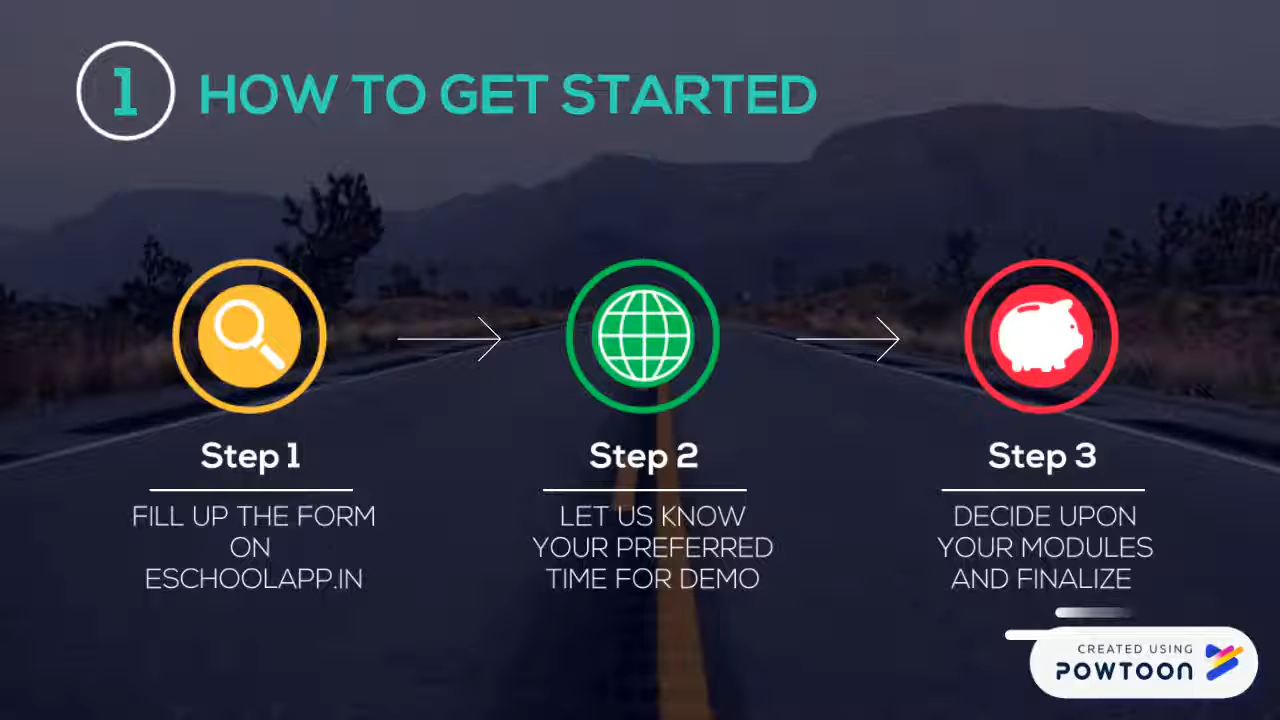 1 HOW TO GET STARTED
Step 1
FILL UP THE FORM
ON
ESCHOOLAPP.IN
Step 2
LET US KNOW
YOUR PREFERRED
TIME FOR DEMO
Step 3
DECIDE UPON
YOUR MODULES
AND FINALIZE
CREATED USING
POWTOON